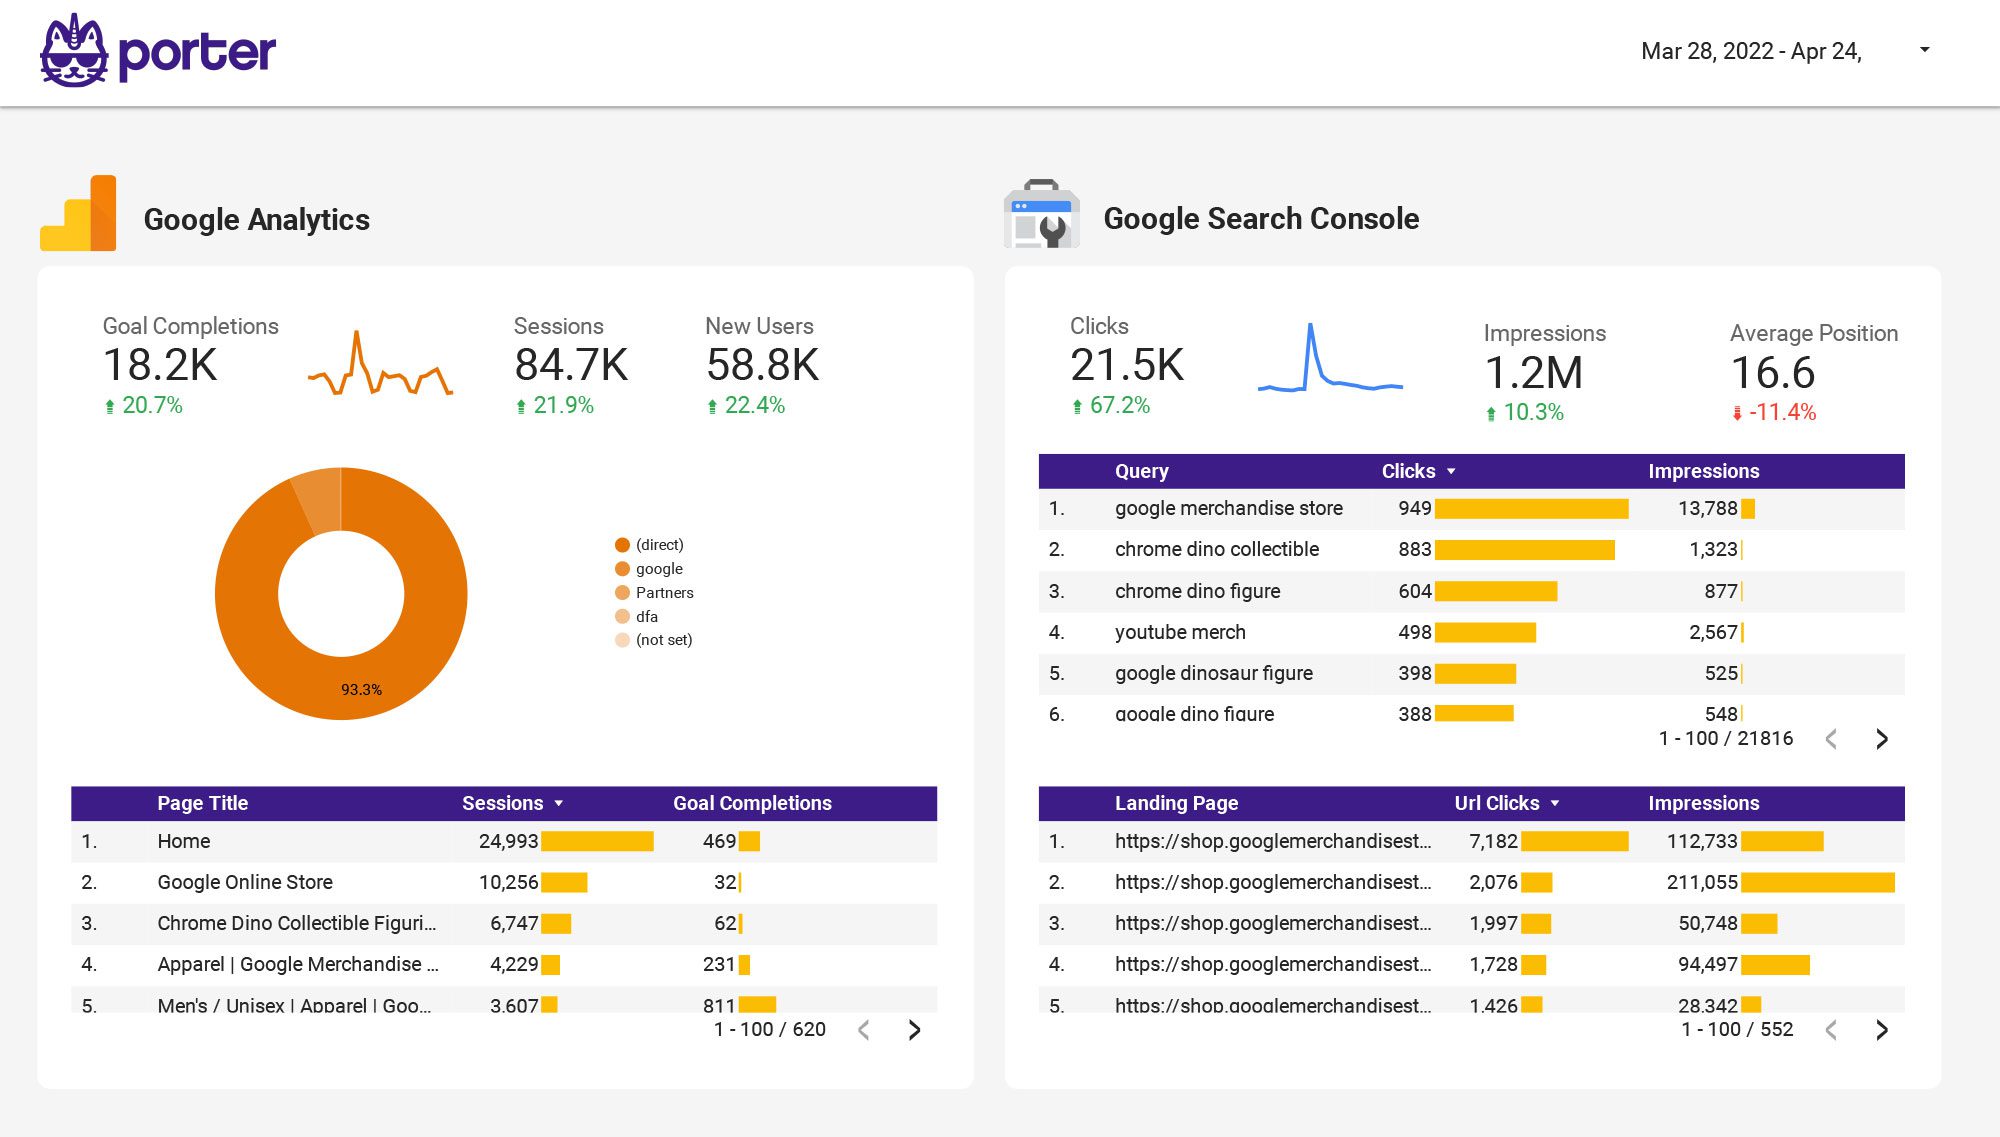 porter
Mar 28, 2022 - Apr 24,
Google Analytics
Goal Completions
18.2K
20.7%
Sessions
84.7K
21.9%
New Users
58.8K
22.4%
93.3%
(direct)
google
Partners
dfa
(not set)
Page Title Sessions Goal Completions
1. Home 24,993 469
2. Google Online Store 10,256 32
3. Chrome Dino Collectible Figuri... 6,747 62
4. Apparel | Google Merchandise ... 4,229 231
5. Men's / Unisex | Apparel | Goo... 3,607 811
1 - 100 / 620
Google Search Console
Clicks
21.5K
67.2%
Impressions
1.2M
10.3%
Average Position
16.6
-11.4%
Query Clicks Impressions
1. google merchandise store 949 13,788
2. chrome dino collectible 883 1,323
3. chrome dino figure 604 877
4. youtube merch 498 2,567
5. google dinosaur figure 398 525
6. google dino figure 388 548
1 - 100 / 21816
Landing Page Url Clicks Impressions
1. https://shop.googlemerchandisest... 7,182 112,733
2. https://shop.googlemerchandisest... 2,076 211,055
3. https://shop.googlemerchandisest... 1,997 50,748
4. https://shop.googlemerchandisest... 1,728 94,497
5. https://shop.googlemerchandisest... 1,426 28,342
1 - 100 / 552